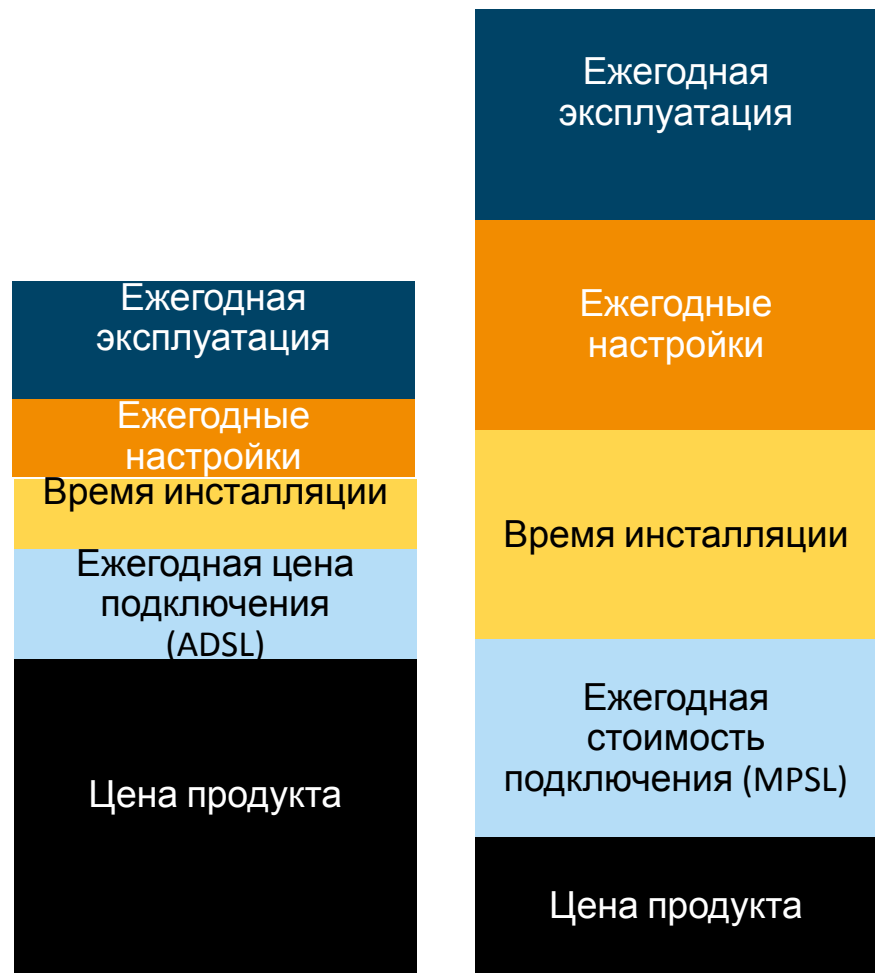 Ежегодная
эксплуатация
Ежегодные
настройки
Время инсталляции
Ежегодная цена
подключения
(ADSL)
Цена продукта
Ежегодная
эксплуатация
Ежегодные
настройки
Время инсталляции
Ежегодная
стоимость
подключения (MPSL)
Цена продукта